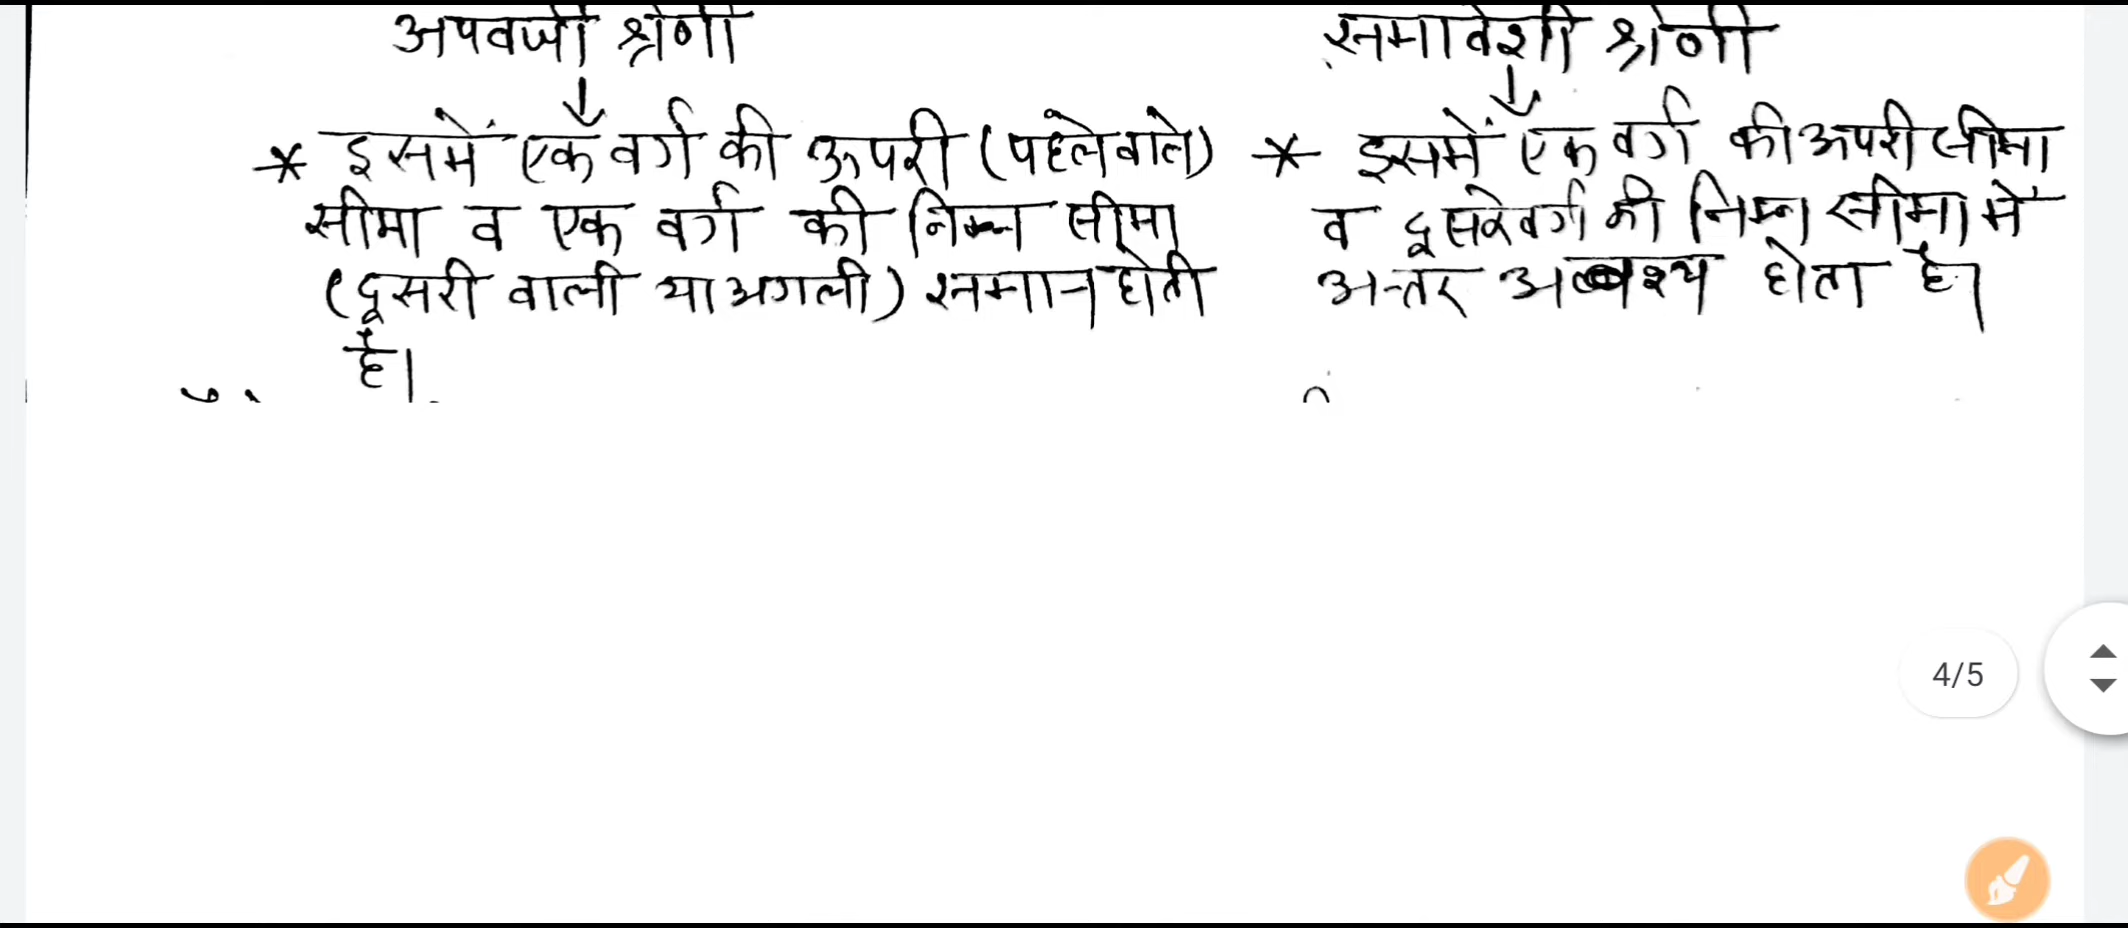 अपवर्जी श्रेणी
↓
* इसमें एक वर्ग की ऊपरी (पहले वाले)
सीमा व एक वर्ग की निम्न सीमा
(दूसरी वाली या अगली) समान होती
है।
समावेशी श्रेणी
↓
* इसमें एक वर्ग की ऊपरी सीमा
व दूसरे वर्ग की निम्न सीमा में
अन्तर अवश्य होता है।
4/5